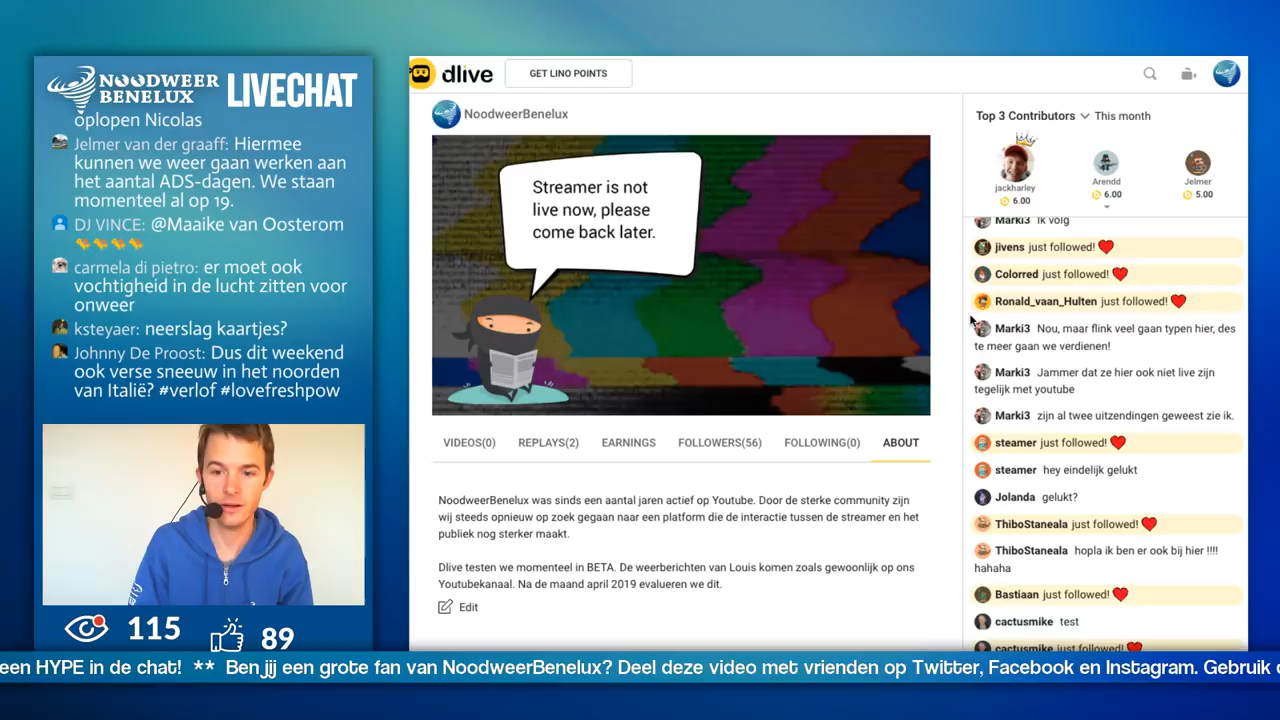 NOODWEER
BENELUX
LIVECHAT
oplopen Nicolas
Jelmer van der graaff: Hiermee
kunnen we weer gaan werken aan
het aantal ADS-dagen. We staan
momenteel al op 19.
DJ VINCE: @Maaike van Oosterom
carmela di pietro: er moet ook
vochtigheid in de lucht zitten voor
onweer
ksteyaer: neerslag kaartjes?
Johnny De Proost: Dus dit weekend
ook verse sneeuw in het noorden
van Italië? #verlof #lovefreshpow
115
89
dlive
GET LINO POINTS
NoodweerBenelux
Streamer is not
live now, please
come back later.
VIDEOS(0) REPLAYS(2) EARNINGS FOLLOWERS(56) FOLLOWING(0) ABOUT
NoodweerBenelux was sinds een aantal jaren actief op Youtube. Door de sterke community zijn
wij steeds opnieuw op zoek gegaan naar een platform die de interactie tussen de streamer en het
publiek nog sterker maakt.
Dlive testen we momenteel in BETA. De weerberichten van Louis komen zoals gewoonlijk op ons
Youtubekanaal. Na de maand april 2019 evalueren we dit.
Edit
Top 3 Contributors This month
jackharley
6.00
Arendd
6.00
Jelmer
5.00
Marki3 Ik volg
jivens just followed!
Colorred just followed!
Ronald_vaan_Hulten just followed!
Marki3 Nou, maar flink veel gaan typen hier, des
te meer gaan we verdienen!
Marki3 Jammer dat ze hier ook niet live zijn
tegelijk met youtube
Marki3 zijn al twee uitzendingen geweest zie ik.
steamer just followed!
steamer hey eindelijk gelukt
Jolanda gelukt?
ThiboStaneala just followed!
ThiboStaneala hopla ik ben er ook bij hier !!!!
hahaha
Bastiaan just followed!
cactusmike test
cactusmike just followed!
een HYPE in de chat! ** Ben jij een grote fan van NoodweerBenelux? Deel deze video met vrienden op Twitter, Facebook en Instagram. Gebruik